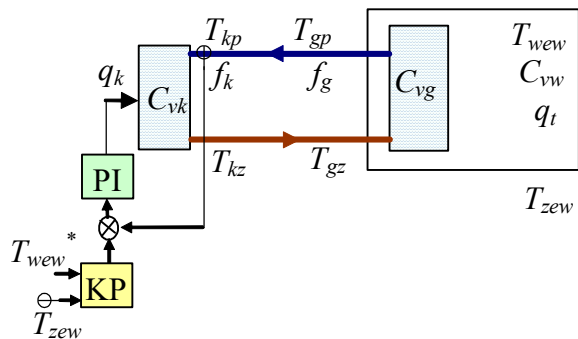 T_kp
T_gp
T_wew
q_k
C_vk
f_k
f_g
C_vg
C_vw
q_t
T_kz
T_gz
PI
T_zew
T_wew*
KP
T_zew